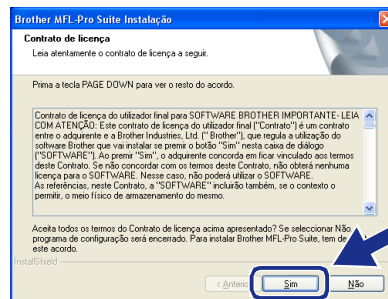 Brother MFL-Pro Suite Instalação
Contrato de licença
Leia atentamente o contrato de licença a seguir.
Prima a tecla PAGE DOWN para ver o resto do acordo.
Contrato de licença do utilizador final para SOFTWARE BROTHER IMPORTANTE- LEIA
COM ATENÇÃO: Este contrato de licença do utilizador final ("Contrato") é um contrato
entre o adquirente e a Brother Industries, Ltd. (" Brother"), que regula a utilização do
software Brother que vai instalar se premir o botão "Sim" nesta caixa de diálogo
("SOFTWARE"). Ao premir "Sim", o adquirente concorda em ficar vinculado aos termos
deste Contrato. Se não concordar com os termos deste Contrato, não obterá nenhuma
licença para o SOFTWARE. Nesse caso, não poderá utilizar o SOFTWARE.
As referências, neste Contrato, a "SOFTWARE" incluirão também, se o contexto o
permitir, o meio físico de armazenamento do mesmo.
Aceita todos os termos do Contrato de licença acima apresentado? Se seleccionar Não,
programa de configuração será encerrado. Para instalar Brother MFL-Pro Suite, tem de
este acordo.
InstallShield
< Anterio Sim Não